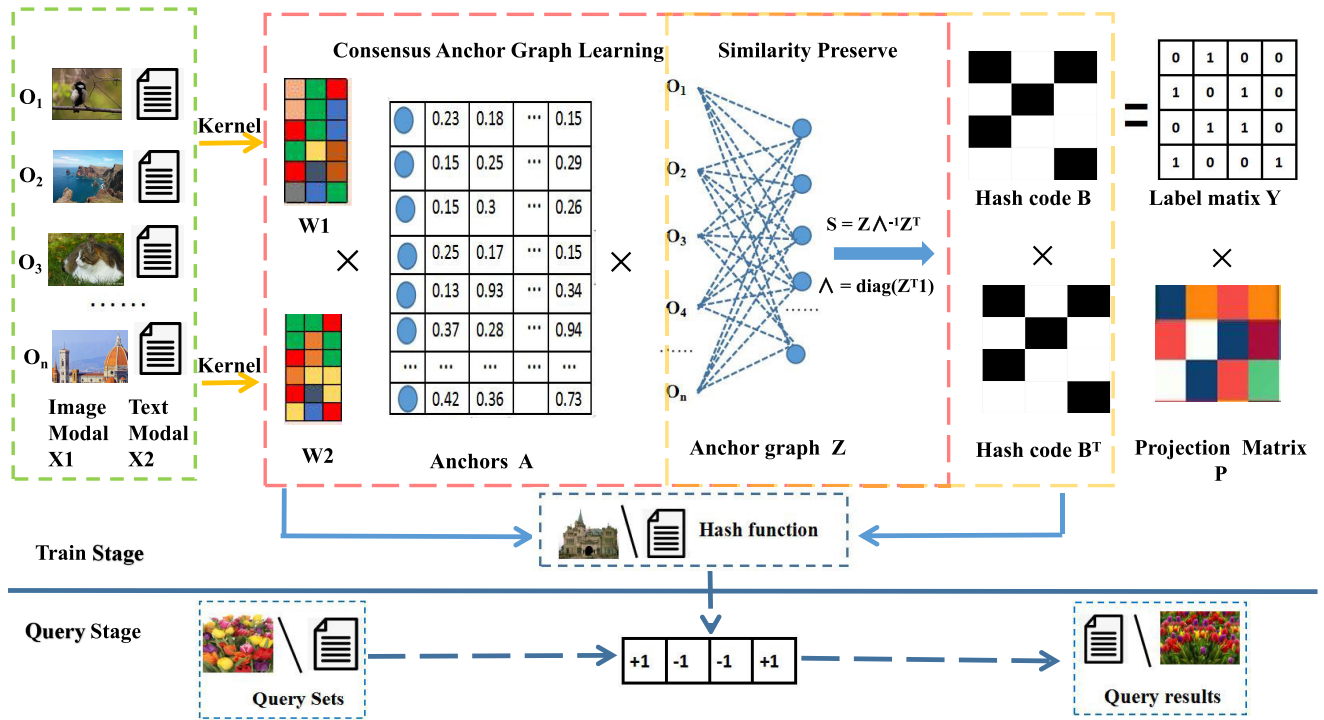 Consensus Anchor Graph Learning
Similarity Preserve
O1
O2
O3
······
On
Image Modal X1
Text Modal X2
Kernel
Kernel
W1
×
W2
0.23 0.18 ··· 0.15
0.15 0.25 ··· 0.29
0.15 0.3 ··· 0.26
0.25 0.17 ··· 0.15
0.13 0.93 ··· 0.34
0.37 0.28 ··· 0.94
··· ··· ··· ··· ···
0.42 0.36 0.73
Anchors A
×
O1
O2
O3
O4
······
On
······
Anchor graph Z
S = Z∧⁻¹Zᵀ
∧ = diag(Zᵀ1)
Hash code B
×
Hash code Bᵀ
=
0 1 0 0
1 0 1 0
0 1 1 0
1 0 0 1
Label matix Y
×
Projection Matrix
P
Hash function
Train Stage
Query Stage
Query Sets
+1 -1 -1 +1
Query results